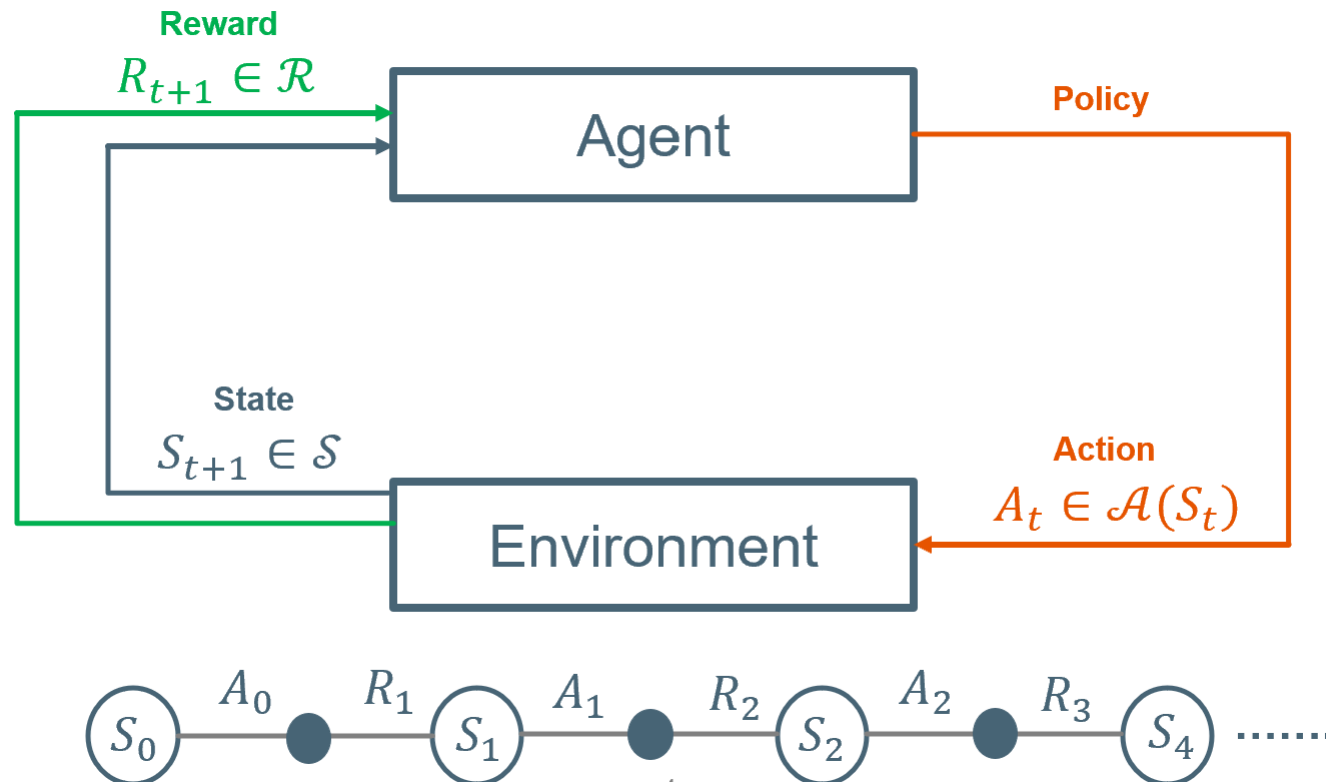 Reward
R_{t+1} ∈ ℛ
Agent
Policy
State
S_{t+1} ∈ 𝒮
Action
A_t ∈ 𝒜(S_t)
Environment
A_0 R_1 A_1 R_2 A_2 R_3
S_0 S_1 S_2 S_4